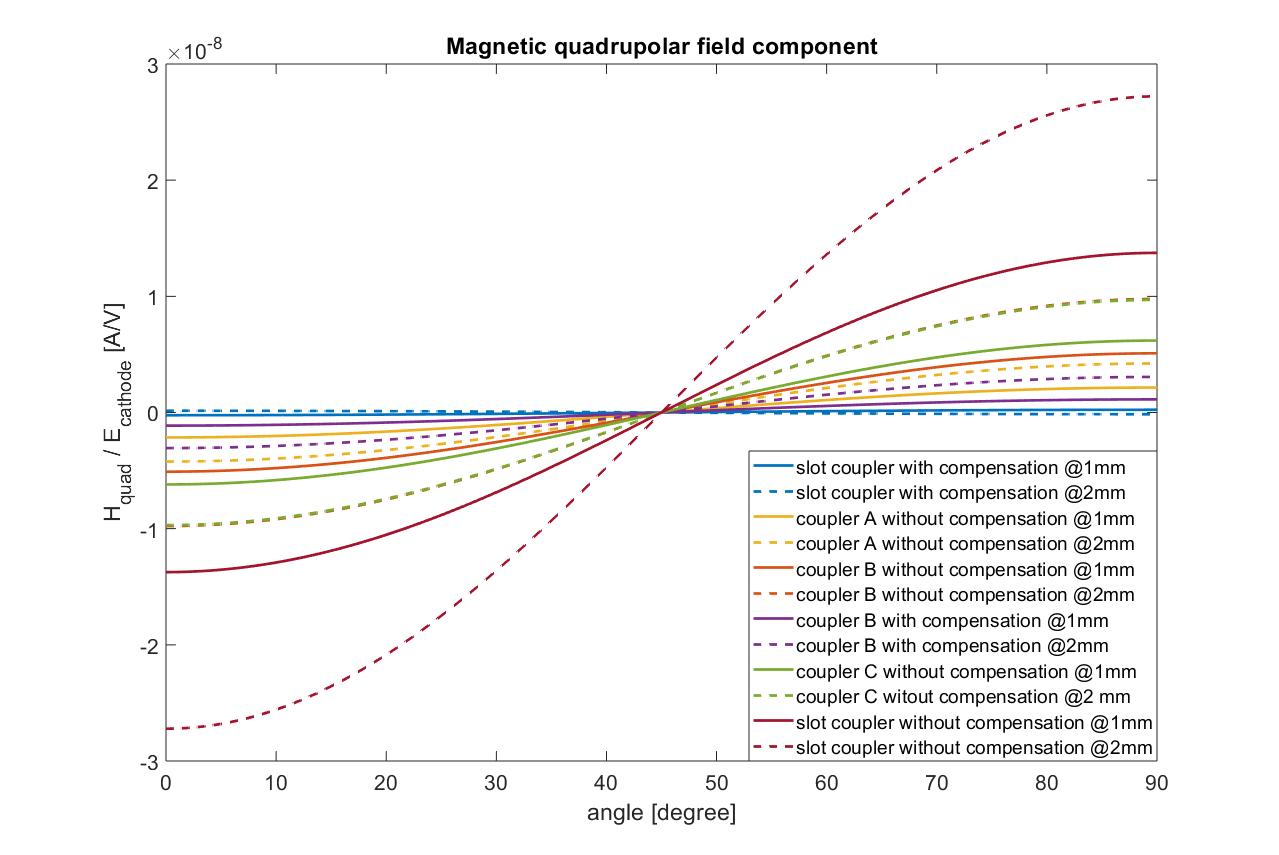 Magnetic quadrupolar field component
×10-8
3
2
1
0
-1
-2
-3
H quad / E cathode [A/V]
0 10 20 30 40 50 60 70 80 90
angle [degree]
slot coupler with compensation @1mm
slot coupler with compensation @2mm
coupler A without compensation @1mm
coupler A without compensation @2mm
coupler B without compensation @1mm
coupler B without compensation @2mm
coupler B with compensation @1mm
coupler B with compensation @2mm
coupler C without compensation @1mm
coupler C witout compensation @2 mm
slot coupler without compensation @1mm
slot coupler without compensation @2mm